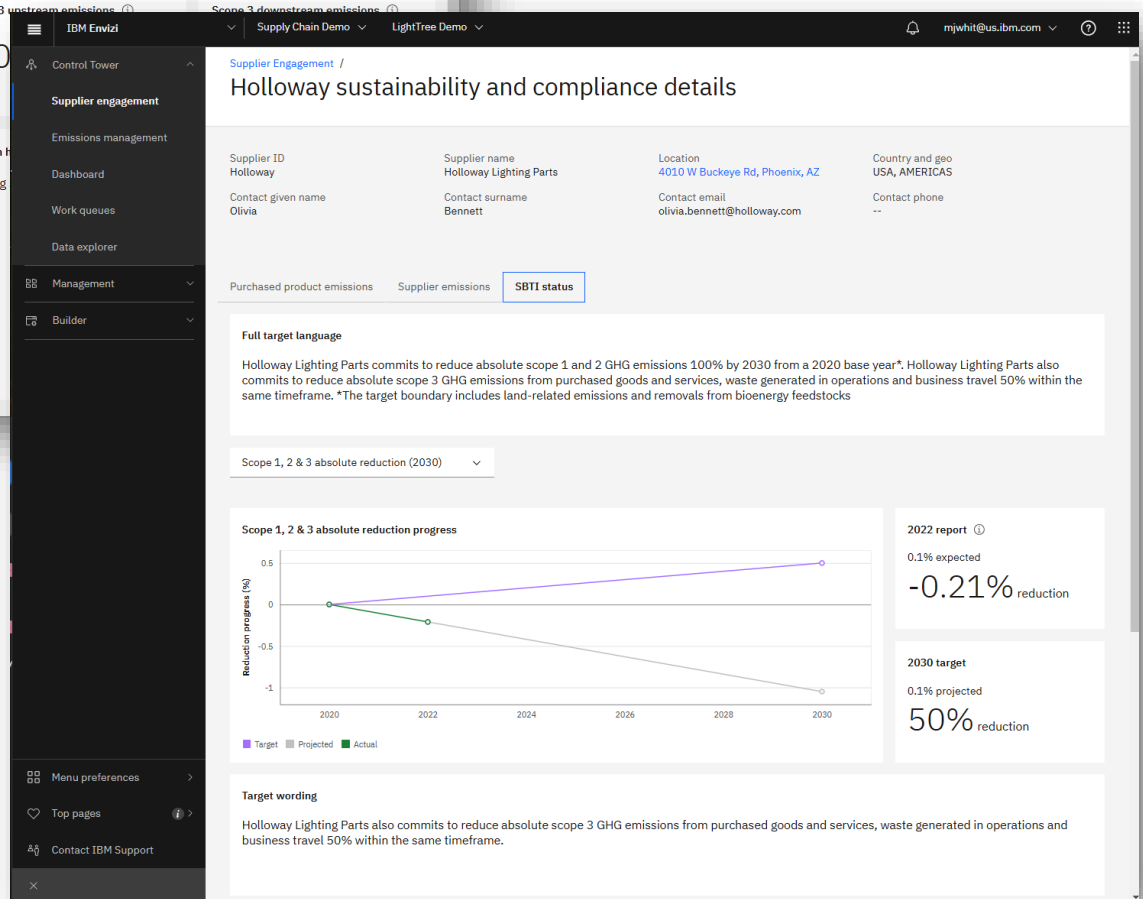 3 upstream emissions
Scope 3 downstream emissions
IBM Envizi
Supply Chain Demo
LightTree Demo
mjwhit@us.ibm.com
Control Tower
Supplier engagement
Emissions management
Dashboard
Work queues
Data explorer
Management
Builder
Menu preferences
Top pages
Contact IBM Support
Supplier Engagement /
Holloway sustainability and compliance details
Supplier ID
Holloway
Supplier name
Holloway Lighting Parts
Location
4010 W Buckeye Rd, Phoenix, AZ
Country and geo
USA, AMERICAS
Contact given name
Olivia
Contact surname
Bennett
Contact email
olivia.bennett@holloway.com
Contact phone
--
Purchased product emissions
Supplier emissions
SBTI status
Full target language
Holloway Lighting Parts commits to reduce absolute scope 1 and 2 GHG emissions 100% by 2030 from a 2020 base year*. Holloway Lighting Parts also
commits to reduce absolute scope 3 GHG emissions from purchased goods and services, waste generated in operations and business travel 50% within the
same timeframe. *The target boundary includes land-related emissions and removals from bioenergy feedstocks
Scope 1, 2 & 3 absolute reduction (2030)
Scope 1, 2 & 3 absolute reduction progress
Reduction progress (%)
0.5
0
-0.5
-1
2020
2022
2024
2026
2028
2030
Target
Projected
Actual
2022 report
0.1% expected
-0.21% reduction
2030 target
0.1% projected
50% reduction
Target wording
Holloway Lighting Parts also commits to reduce absolute scope 3 GHG emissions from purchased goods and services, waste generated in operations and
business travel 50% within the same timeframe.